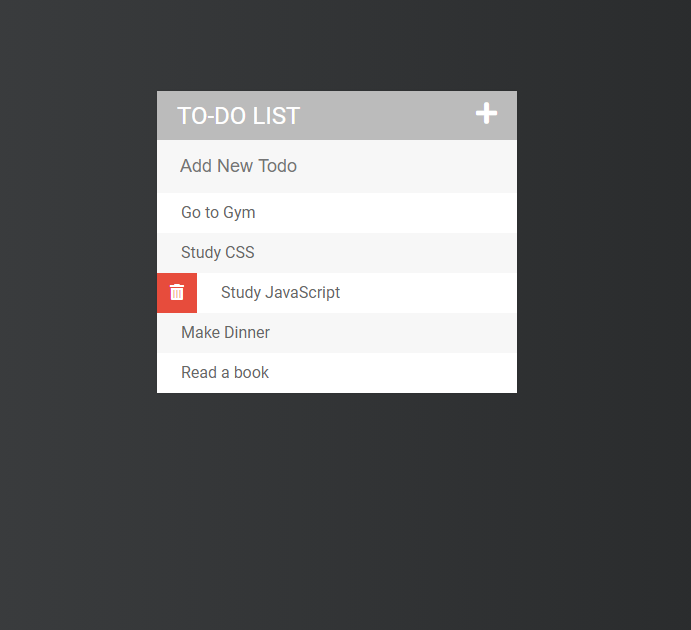 TO-DO LIST
Add New Todo
Go to Gym
Study CSS
Study JavaScript
Make Dinner
Read a book